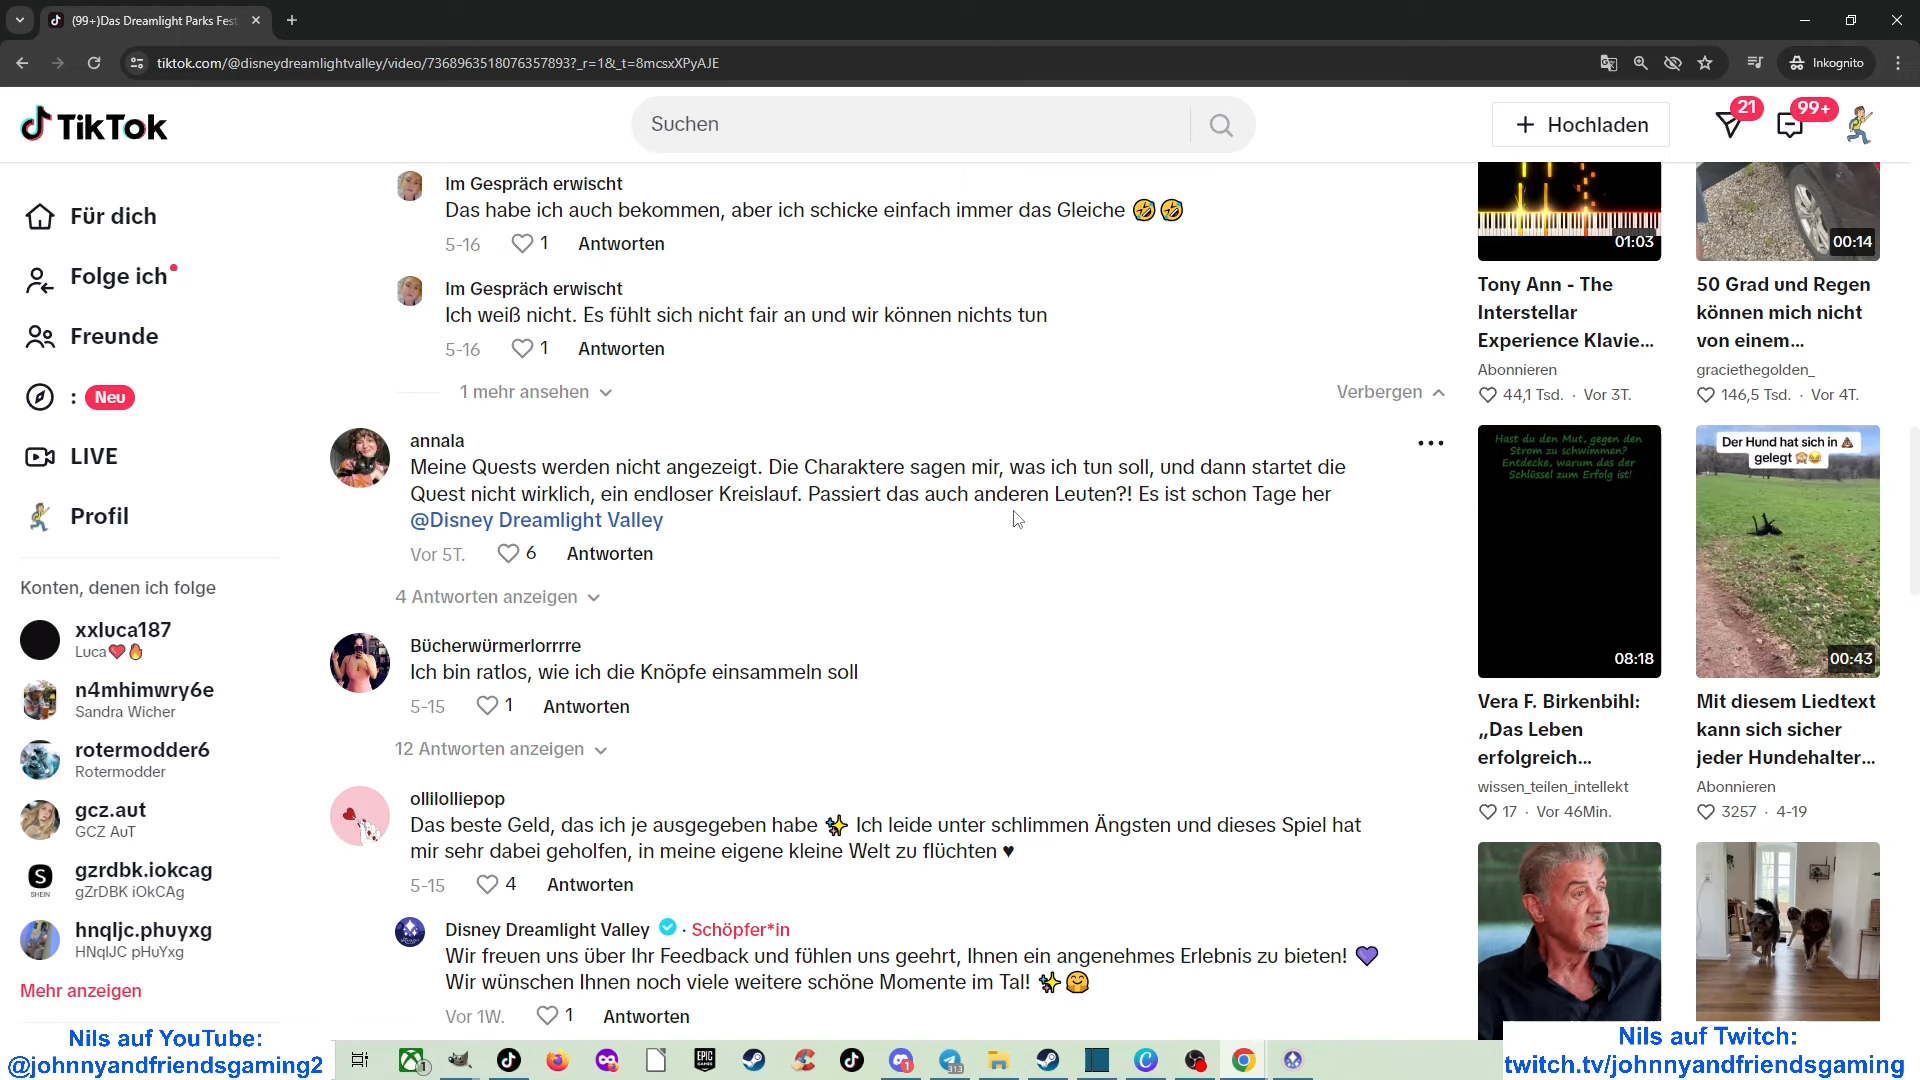 (99+)Das Dreamlight Parks Fest
tiktok.com/@disneydreamlightvalley/video/7368963518076357893?_r=1&_t=8mcsxXPyAJE
Inkognito
TikTok
Suchen
Hochladen
21
99+
Für dich
Folge ich
Freunde
: Neu
LIVE
Profil
Konten, denen ich folge
xxluca187
Luca❤️🔥
n4mhimwry6e
Sandra Wicher
rotermodder6
Rotermodder
gcz.aut
GCZ AuT
gzrdbk.iokcag
gZrDBK iOkCAg
SHEIN
hnqljc.phuyxg
HNqlJC pHuYxg
Mehr anzeigen
Im Gespräch erwischt
Das habe ich auch bekommen, aber ich schicke einfach immer das Gleiche 🤣🤣
5-16 1 Antworten
Im Gespräch erwischt
Ich weiß nicht. Es fühlt sich nicht fair an und wir können nichts tun
5-16 1 Antworten
1 mehr ansehen
Verbergen
annala
Meine Quests werden nicht angezeigt. Die Charaktere sagen mir, was ich tun soll, und dann startet die
Quest nicht wirklich, ein endloser Kreislauf. Passiert das auch anderen Leuten?! Es ist schon Tage her
@Disney Dreamlight Valley
Vor 5T. 6 Antworten
4 Antworten anzeigen
Bücherwürmerlorrrre
Ich bin ratlos, wie ich die Knöpfe einsammeln soll
5-15 1 Antworten
12 Antworten anzeigen
ollilolliepop
Das beste Geld, das ich je ausgegeben habe ✨ Ich leide unter schlimmen Ängsten und dieses Spiel hat
mir sehr dabei geholfen, in meine eigene kleine Welt zu flüchten ♥
5-15 4 Antworten
Disney Dreamlight Valley · Schöpfer*in
Wir freuen uns über Ihr Feedback und fühlen uns geehrt, Ihnen ein angenehmes Erlebnis zu bieten! 💜
Wir wünschen Ihnen noch viele weitere schöne Momente im Tal! ✨🤗
Vor 1W. 1 Antworten
01:03
Tony Ann - The
Interstellar
Experience Klavie...
Abonnieren
44,1 Tsd. · Vor 3T.
00:14
50 Grad und Regen
können mich nicht
von einem...
graciethegolden_
146,5 Tsd. · Vor 4T.
Hast du den Mut, gegen den
Strom zu schwimmen?
Entdecke, warum das der
Schlüssel zum Erfolg ist!
08:18
Vera F. Birkenbihl:
„Das Leben
erfolgreich...
wissen_teilen_intellekt
17 · Vor 46Min.
Der Hund hat sich in 💩
gelegt 🙈😂
00:43
Mit diesem Liedtext
kann sich sicher
jeder Hundehalter...
Abonnieren
3257 · 4-19
Nils auf YouTube:
@johnnyandfriendsgaming2
1
EPIC
GAMES
1
313
Nils auf Twitch:
twitch.tv/johnnyandfriendsgaming